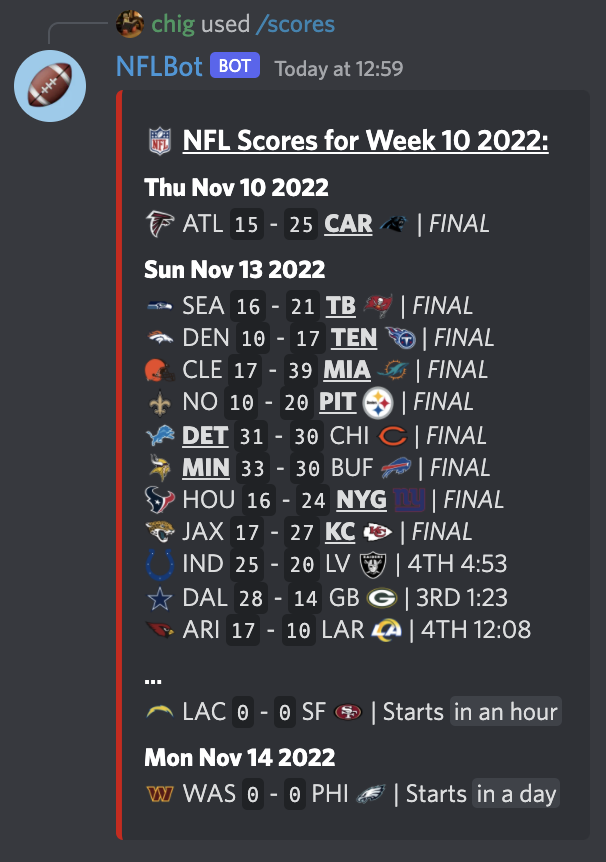 chig used /scores
NFLBot BOT Today at 12:59
NFL Scores for Week 10 2022:
Thu Nov 10 2022
ATL 15 - 25 CAR | FINAL
Sun Nov 13 2022
SEA 16 - 21 TB | FINAL
DEN 10 - 17 TEN | FINAL
CLE 17 - 39 MIA | FINAL
NO 10 - 20 PIT | FINAL
DET 31 - 30 CHI | FINAL
MIN 33 - 30 BUF | FINAL
HOU 16 - 24 NYG | FINAL
JAX 17 - 27 KC | FINAL
IND 25 - 20 LV | 4TH 4:53
DAL 28 - 14 GB | 3RD 1:23
ARI 17 - 10 LAR | 4TH 12:08
...
LAC 0 - 0 SF | Starts in an hour
Mon Nov 14 2022
WAS 0 - 0 PHI | Starts in a day